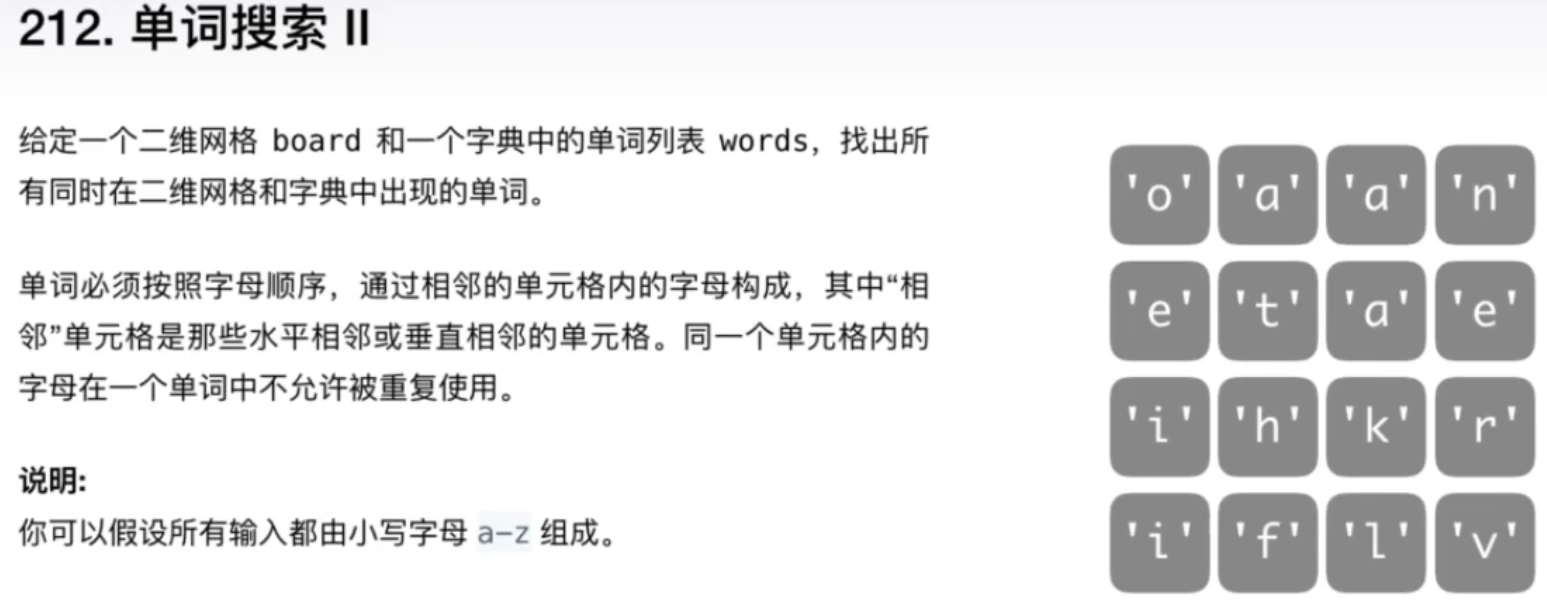 212. 单词搜索 II
给定一个二维网格 board 和一个字典中的单词列表 words，找出所
有同时在二维网格和字典中出现的单词。
单词必须按照字母顺序，通过相邻的单元格内的字母构成，其中“相
邻”单元格是那些水平相邻或垂直相邻的单元格。同一个单元格内的
字母在一个单词中不允许被重复使用。
说明:
你可以假设所有输入都由小写字母 a-z 组成。
'o' 'a' 'a' 'n'
'e' 't' 'a' 'e'
'i' 'h' 'k' 'r'
'i' 'f' 'l' 'v'